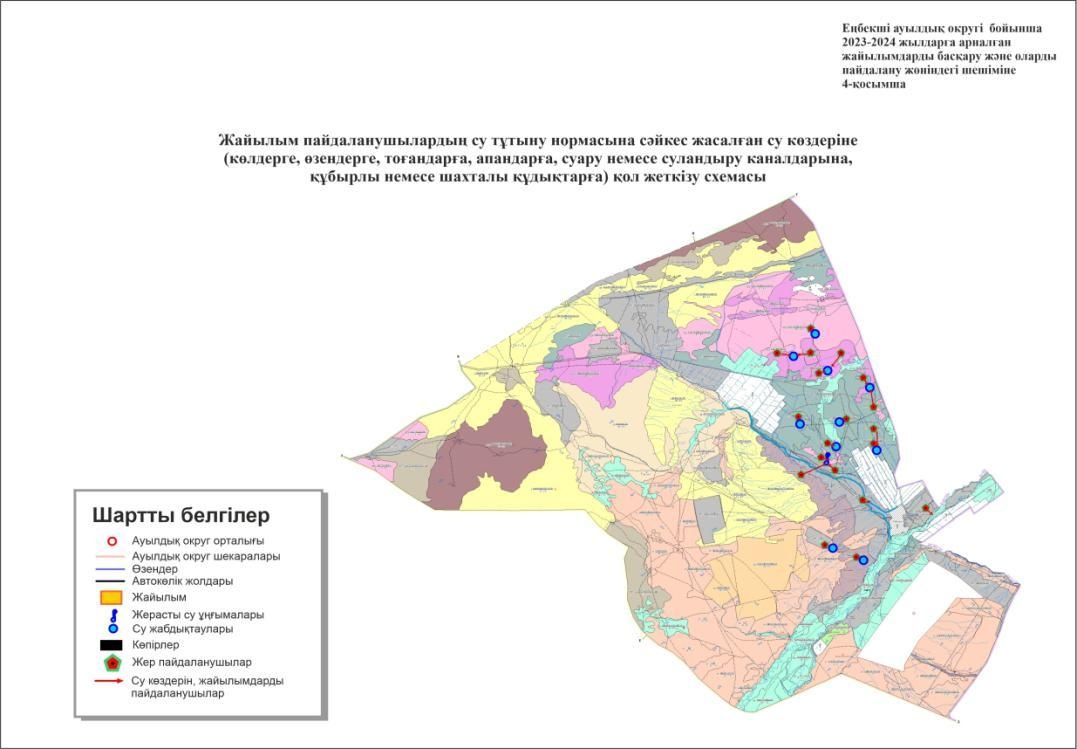 Еңбекші ауылдық округі бойынша
2023-2024 жылдарға арналған
жайылымдарды басқару және оларды
пайдалану жөніндегі шешіміне
4-қосымша
Жайылым пайдаланушылардың су тұтыну нормасына сәйкес жасалған су көздеріне
(көлдерге, өзендерге, тоғандарға, апандарға, суару немесе суландыру каналдарына,
құбырлы немесе шахталы құдықтарға) қол жеткізу схемасы
Шартты белгілер
Ауылдық округ орталығы
Ауылдық округ шекаралары
Өзендер
Автокөлік жолдары
Жайылым
Жерасты су ұңғымалары
Су жабдықтаулары
Көпірлер
Жер пайдаланушылар
Су көздерін, жайылымдарды
пайдаланушылар